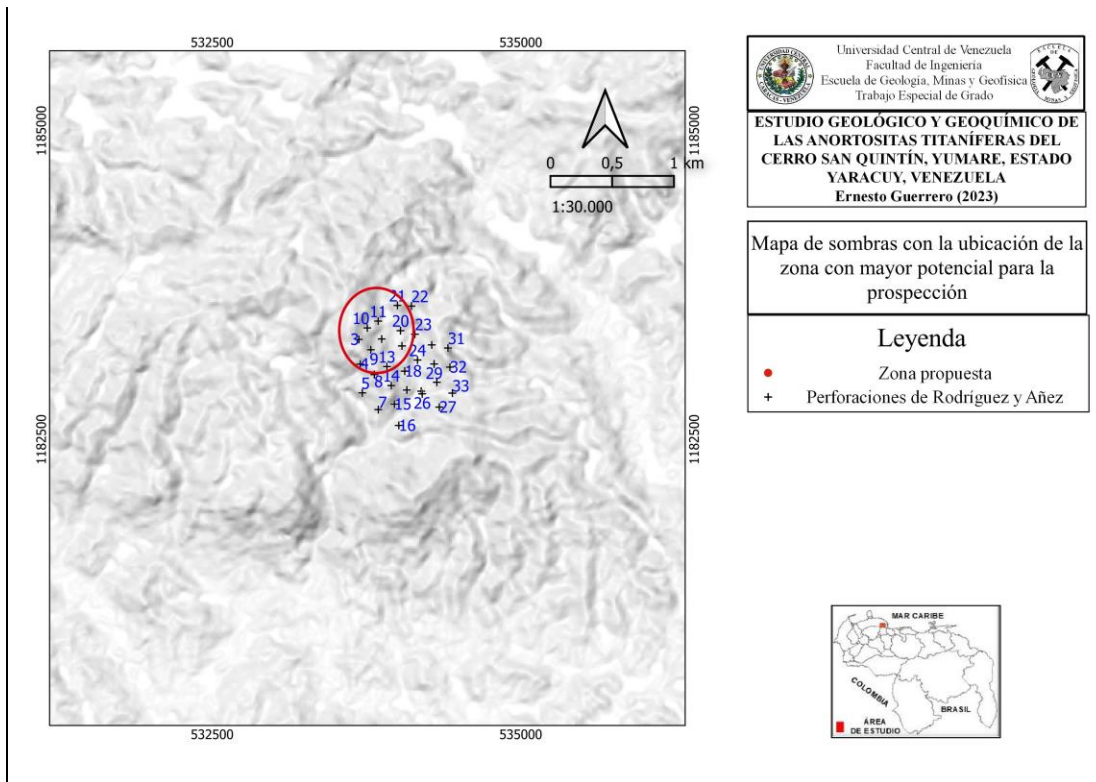 532500
535000
1185000
1185000
0 0,5 1 km
1:30.000
21 22
11
10
20
23
3
24
31
9 13
4
18
29
32
8 14
5
33
7
15
26
27
16
1182500
1182500
532500
535000
Universidad Central de Venezuela
Facultad de Ingeniería
Escuela de Geología, Minas y Geofísica
Trabajo Especial de Grado
ESTUDIO GEOLÓGICO Y GEOQUÍMICO DE
LAS ANORTOSITAS TITANÍFERAS DEL
CERRO SAN QUINTÍN, YUMARE, ESTADO
YARACUY, VENEZUELA
Ernesto Guerrero (2023)
Mapa de sombras con la ubicación de la
zona con mayor potencial para la
prospección
Leyenda
Zona propuesta
Perforaciones de Rodríguez y Añez
MAR CARIBE
COLOMBIA
BRASIL
ÁREA
DE ESTUDIO